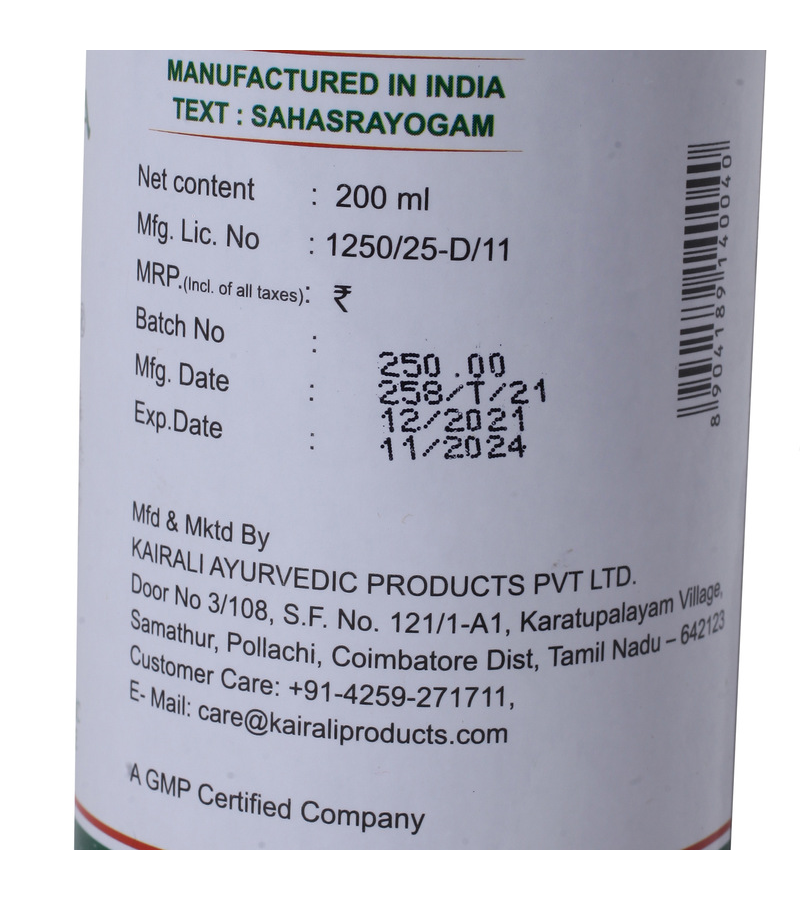 MANUFACTURED IN INDIA
TEXT : SAHASRAYOGAM
Net content : 200 ml
Mfg. Lic. No : 1250/25-D/11
MRP.(Incl. of all taxes): ₹
Batch No :
Mfg. Date :
Exp.Date :
250.00
258/T/21
12/2021
11/2024
8904189140040
Mfd & Mktd By
KAIRALI AYURVEDIC PRODUCTS PVT LTD.
Door No 3/108, S.F. No. 121/1-A1, Karatupalayam Village,
Samathur, Pollachi, Coimbatore Dist, Tamil Nadu – 642123
Customer Care: +91-4259-271711,
E- Mail: care@kairaliproducts.com
A GMP Certified Company